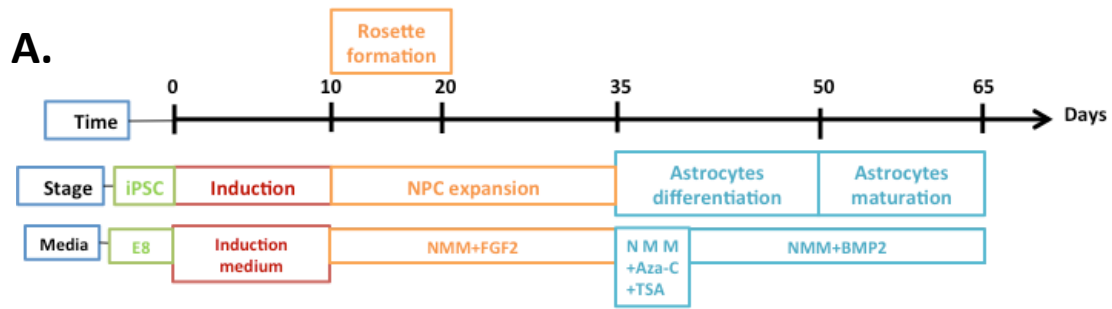 A.
Rosette
formation
0 10 20 35 50 65
Time
Days
Stage
iPSC
Induction
NPC expansion
Astrocytes
differentiation
Astrocytes
maturation
Media
E8
Induction
medium
NMM+FGF2
N M M
+Aza-C
+TSA
NMM+BMP2